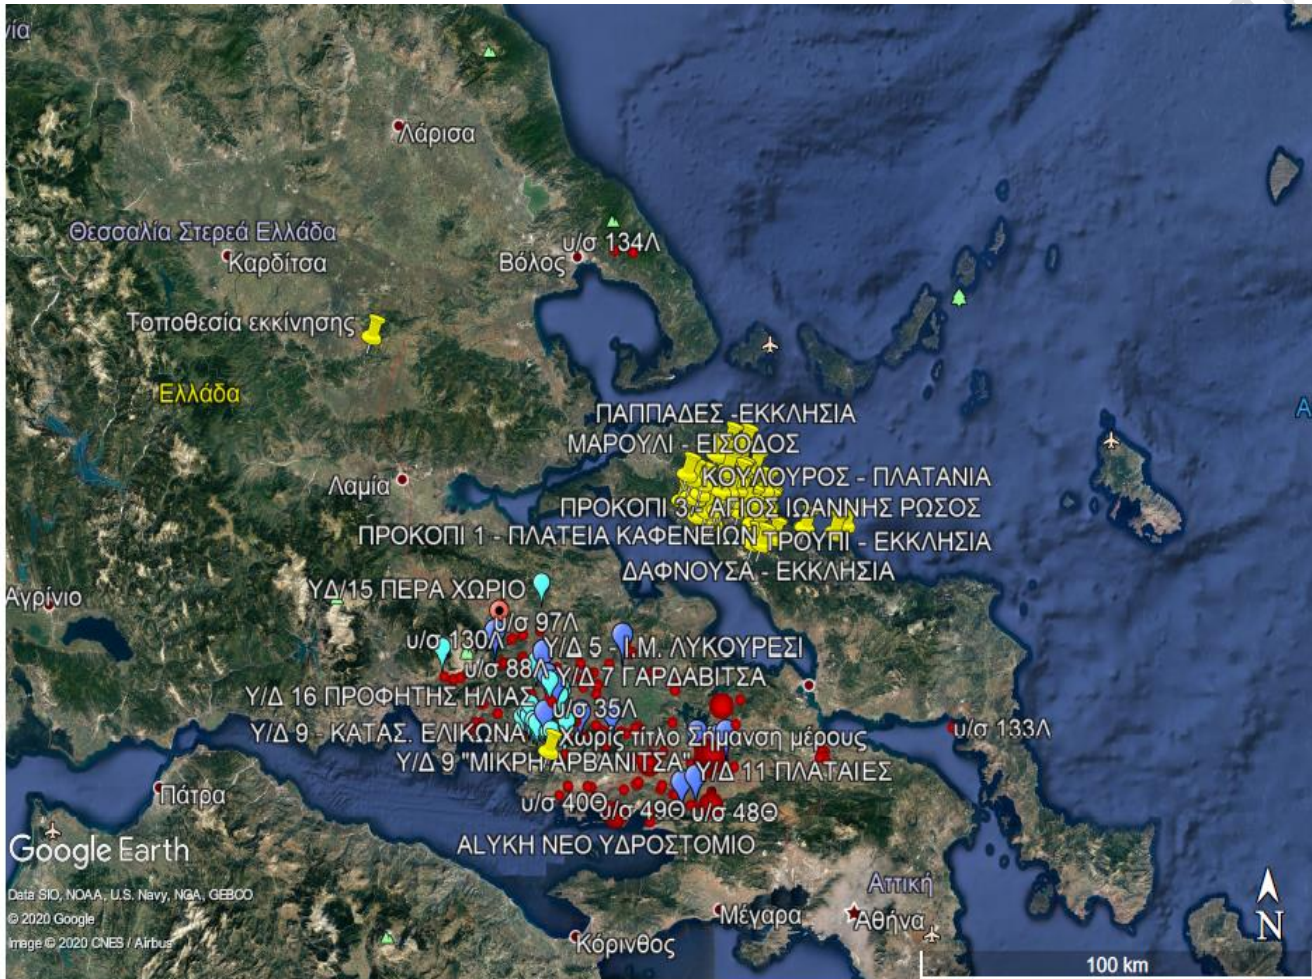 νία
Λάρισα
Θεσσαλία Στερεά Ελλάδα
Καρδίτσα
υ/σ 134Λ
Βόλος
Τοποθεσία εκκίνησης
Ελλάδα
ΠΑΠΠΑΔΕΣ -ΕΚΚΛΗΣΙΑ
ΜΑΡΟΥΛΙ - ΕΙΣΟΔΟΣ
ΚΟΥΛΟΥΡΟΣ - ΠΛΑΤΑΝΙΑ
Λαμία
ΠΡΟΚΟΠΙ 3 - ΑΓΙΟΣ ΙΩΑΝΝΗΣ ΡΩΣΟΣ
ΠΡΟΚΟΠΙ 1 - ΠΛΑΤΕΙΑ ΚΑΦΕΝΕΙΩΝ
ΤΡΟΥΠΙ - ΕΚΚΛΗΣΙΑ
ΔΑΦΝΟΥΣΑ - ΕΚΚΛΗΣΙΑ
ΥΔ/15 ΠΕΡΑ ΧΩΡΙΟ
Αγρίνιο
υ/σ 97Λ
υ/σ 130Λ
Υ/Δ 5 - Ι.Μ. ΛΥΚΟΥΡΕΣΙ
υ/σ 88Λ
Υ/Δ 7 ΓΑΡΔΑΒΙΤΣΑ
Υ/Δ 16 ΠΡΟΦΗΤΗΣ ΗΛΙΑΣ
υ/σ 35Λ
Υ/Δ 9 - ΚΑΤΑΣ. ΕΛΙΚΩΝΑ
Χωρίς τίτλο Σήμανση μέρους
υ/σ 133Λ
Υ/Δ 9 "ΜΙΚΡΗ ΑΡΒΑΝΙΤΣΑ"
Υ/Δ 11 ΠΛΑΤΑΙΕΣ
Πάτρα
υ/σ 40Θ
υ/σ 49Θ
υ/σ 48Θ
ALYKH ΝΕΟ ΥΔΡΟΣΤΟΜΙΟ
Google Earth
Αττική
Data SIO, NOAA, U.S. Navy, NGA, GEBCO
© 2020 Google
Image © 2020 CNES / Airbus
Μέγαρα
Αθήνα
Κόρινθος
N
100 km